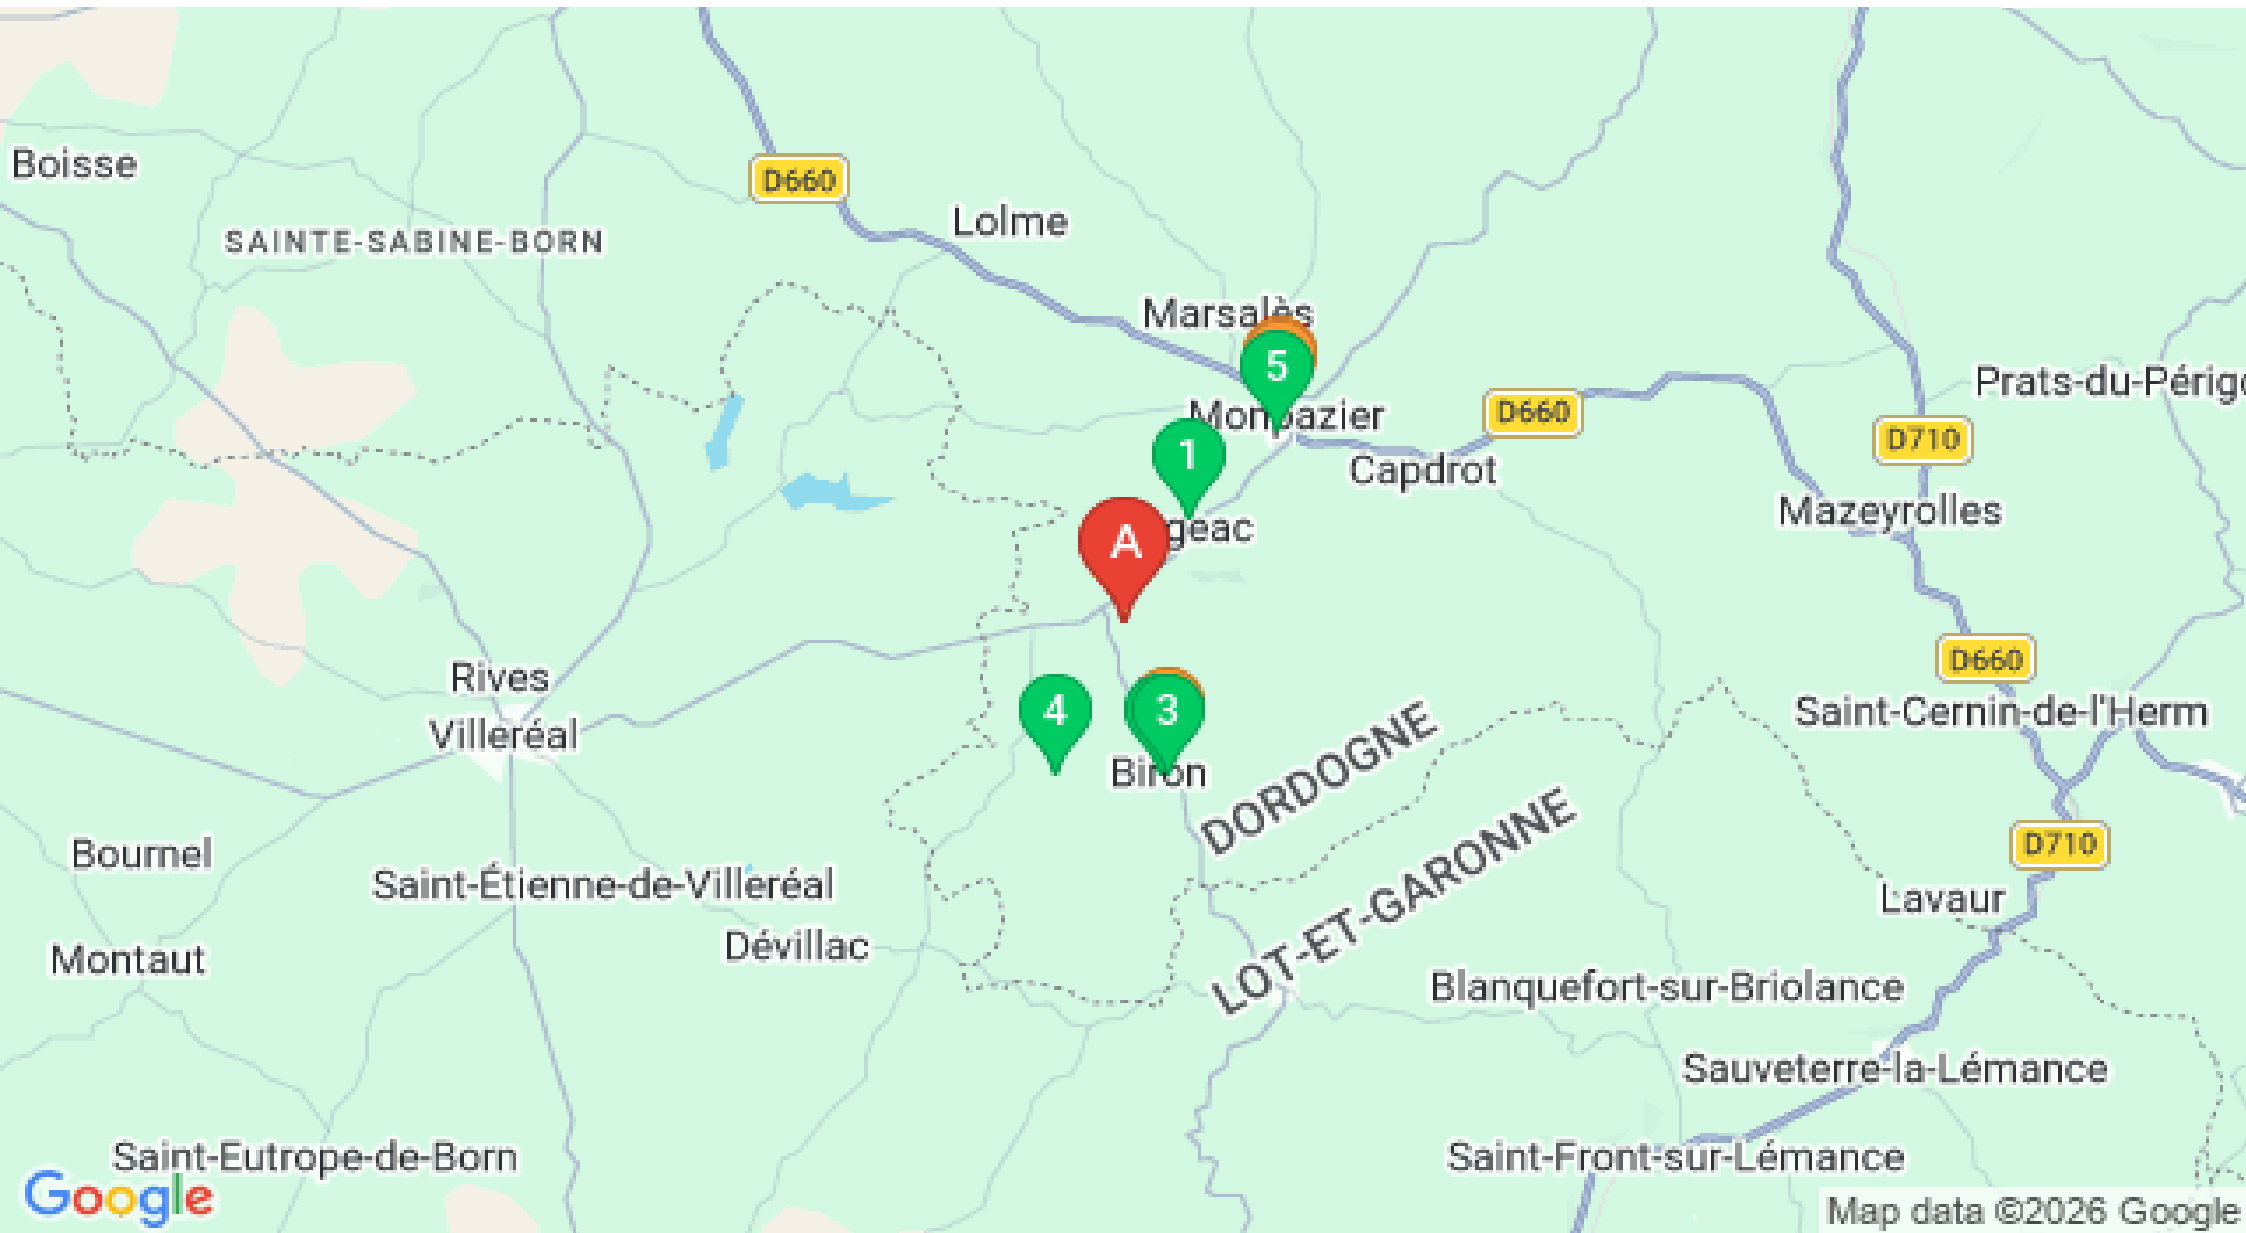 Boisse
D660
SAINTE-SABINE-BORN
Lolme
Marsalès
5
Prats-du-Périgo
Monpazier
D660
D710
1
Capdrot
Mazeyrolles
geac
A
Rives
D660
4
3
Saint-Cernin-de-l'Herm
Villeréal
Biron
DORDOGNE
LOT-ET-GARONNE
Bournel
D710
Saint-Étienne-de-Villeréal
Lavaur
Dévillac
Montaut
Blanquefort-sur-Briolance
Sauveterre-la-Lémance
Saint-Eutrope-de-Born
Saint-Front-sur-Lémance
Google
Map data ©2026 Google